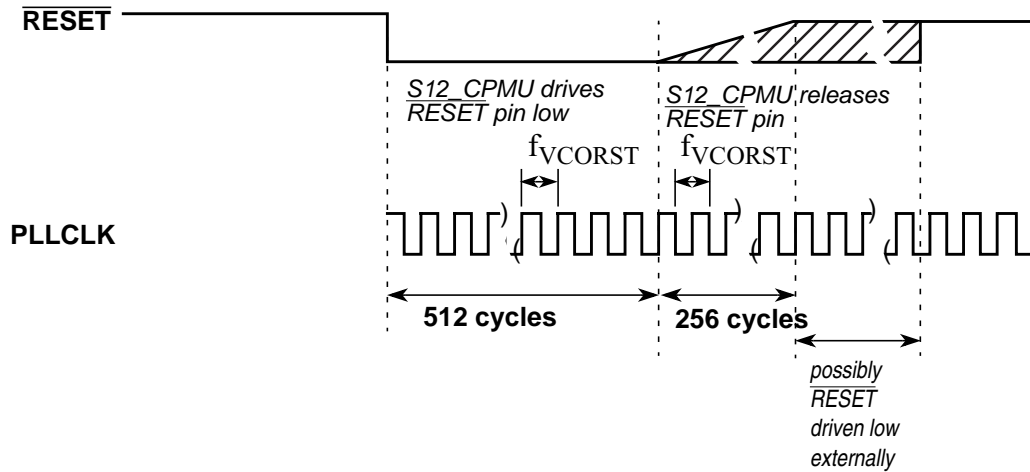 RESET
S12_CPMU drives
RESET pin low
S12_CPMU releases
RESET pin
fVCORST
fVCORST
PLLCLK
512 cycles
256 cycles
possibly
RESET
driven low
externally